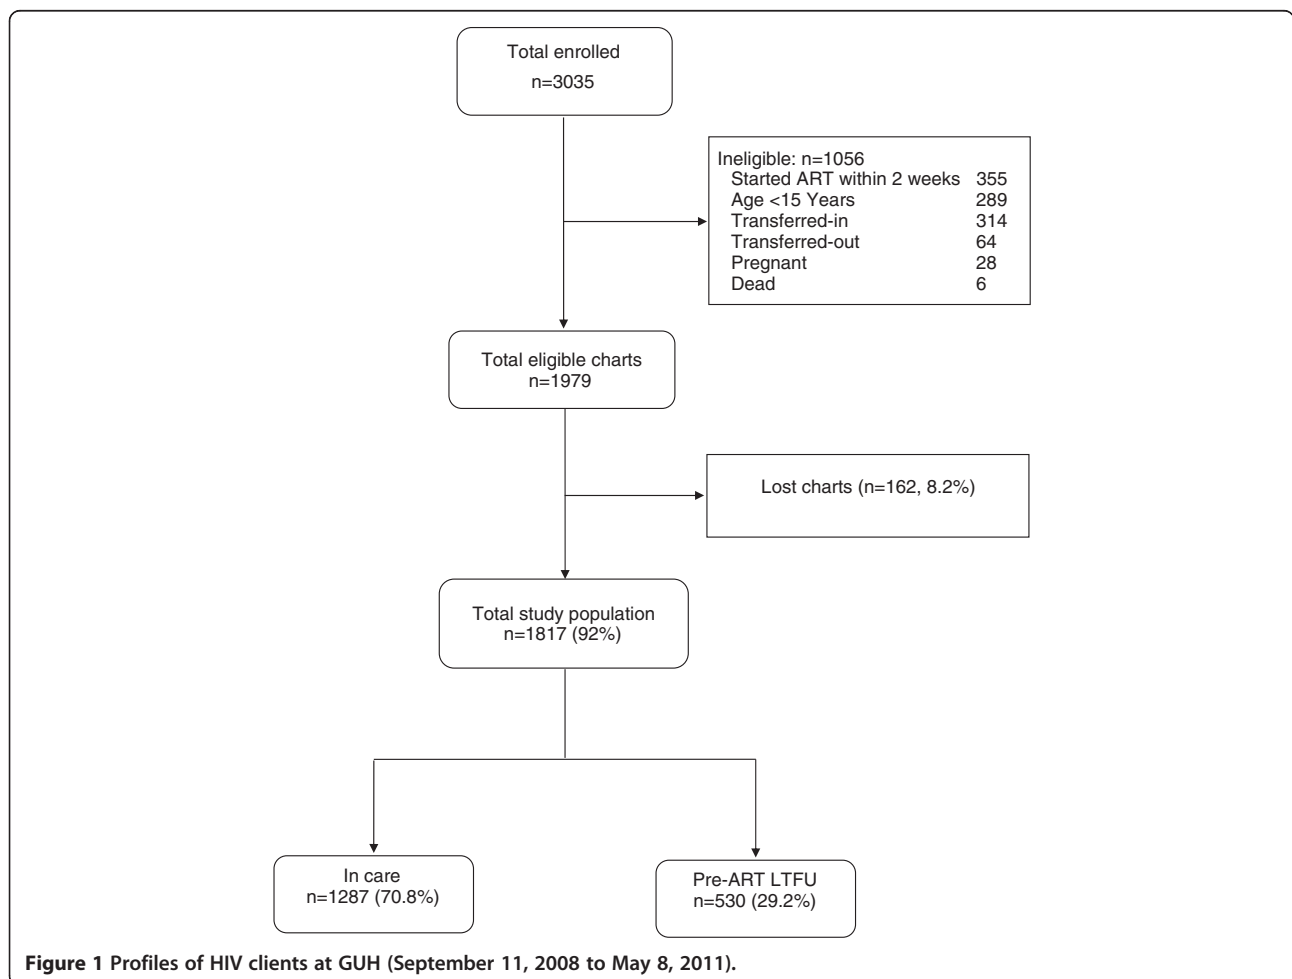 Total enrolled
n=3035
Ineligible: n=1056
Started ART within 2 weeks 355
Age <15 Years 289
Transferred-in 314
Transferred-out 64
Pregnant 28
Dead 6
Total eligible charts
n=1979
Lost charts (n=162, 8.2%)
Total study population
n=1817 (92%)
In care
n=1287 (70.8%)
Pre-ART LTFU
n=530 (29.2%)
Figure 1 Profiles of HIV clients at GUH (September 11, 2008 to May 8, 2011).